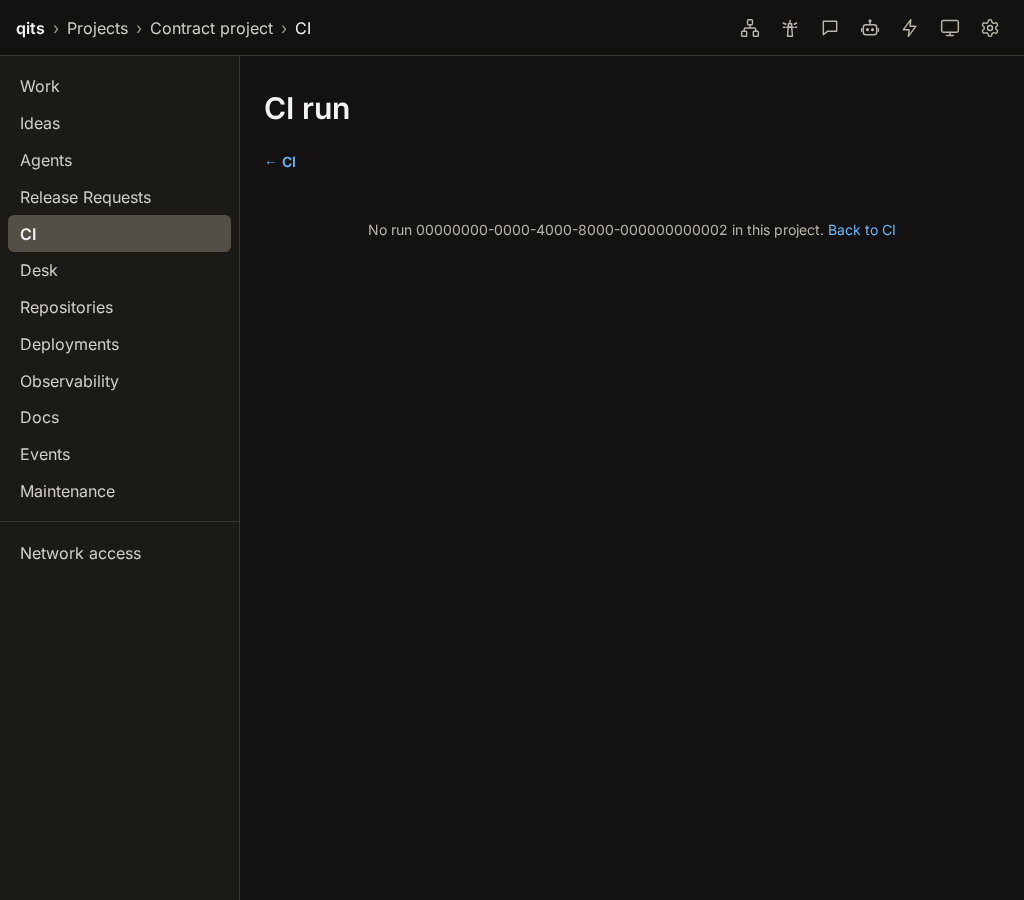 qits › Projects › Contract project › CI
Work
Ideas
Agents
Release Requests
CI
Desk
Repositories
Deployments
Observability
Docs
Events
Maintenance
Network access
CI run
← CI
No run 00000000-0000-4000-8000-000000000002 in this project. Back to CI